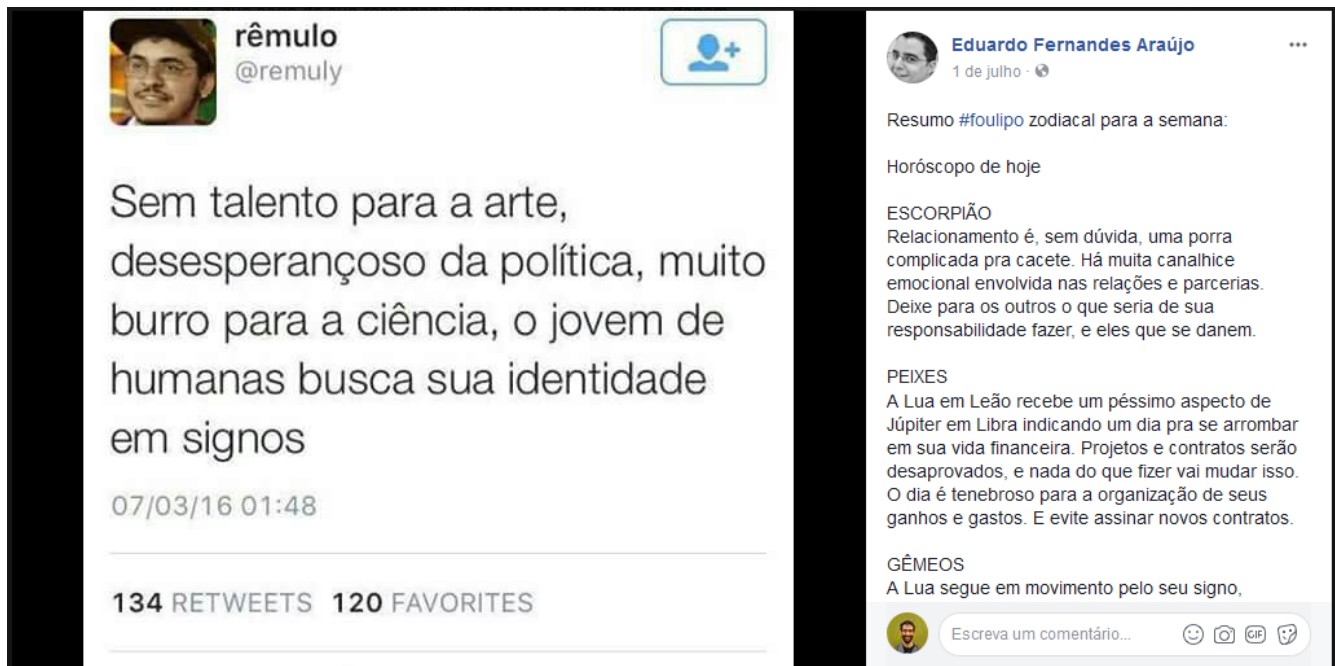 rêmulo
@remuly
Sem talento para a arte,
desesperançoso da política, muito
burro para a ciência, o jovem de
humanas busca sua identidade
em signos
07/03/16 01:48
134 RETWEETS 120 FAVORITES
Eduardo Fernandes Araújo
1 de julho ·
Resumo #foulipo zodiacal para a semana:
Horóscopo de hoje
ESCORPIÃO
Relacionamento é, sem dúvida, uma porra
complicada pra cacete. Há muita canalhice
emocional envolvida nas relações e parcerias.
Deixe para os outros o que seria de sua
responsabilidade fazer, e eles que se danem.
PEIXES
A Lua em Leão recebe um péssimo aspecto de
Júpiter em Libra indicando um dia pra se arrombar
em sua vida financeira. Projetos e contratos serão
desaprovados, e nada do que fizer vai mudar isso.
O dia é tenebroso para a organização de seus
ganhos e gastos. E evite assinar novos contratos.
GÊMEOS
A Lua segue em movimento pelo seu signo,
Escreva um comentário...
GIF